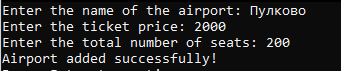 Enter the name of the airport: Пулково
Enter the ticket price: 2000
Enter the total number of seats: 200
Airport added successfully!